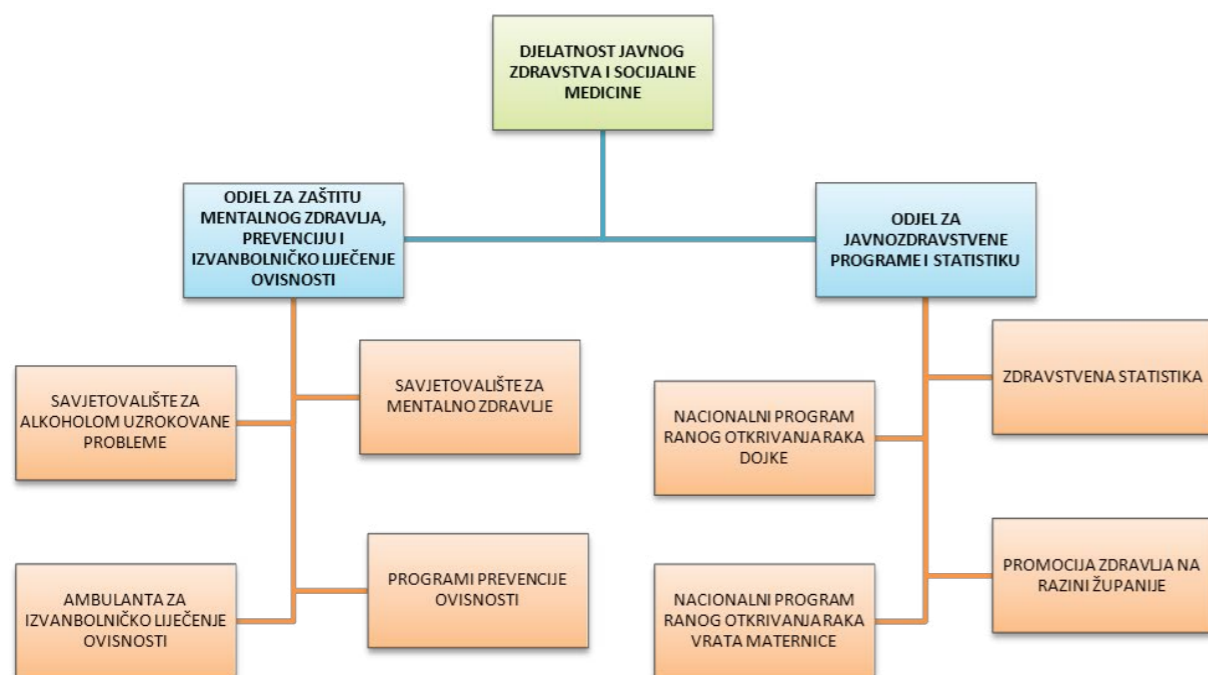 DJELATNOST JAVNOG
ZDRAVSTVA I SOCIJALNE
MEDICINE
ODJEL ZA ZAŠTITU
MENTALNOG ZDRAVLJA,
PREVENCIJU I
IZVANBOLNIČKO LIJEČENJE
OVISNOSTI
ODJEL ZA
JAVNOZDRAVSTVENE
PROGRAME I STATISTIKU
SAVJETOVALIŠTE ZA
ALKOHOLOM UZROKOVANE
PROBLEME
SAVJETOVALIŠTE ZA
MENTALNO ZDRAVLJE
AMBULANTA ZA
IZVANBOLNIČKO LIJEČENJE
OVISNOSTI
PROGRAMI PREVENCIJE
OVISNOSTI
NACIONALNI PROGRAM
RANOG OTKRIVANJA RAKA
DOJKE
ZDRAVSTVENA STATISTIKA
NACIONALNI PROGRAM
RANOG OTKRIVANJA RAKA
VRATA MATERNICE
PROMOCIJA ZDRAVLJA NA
RAZINI ŽUPANIJE